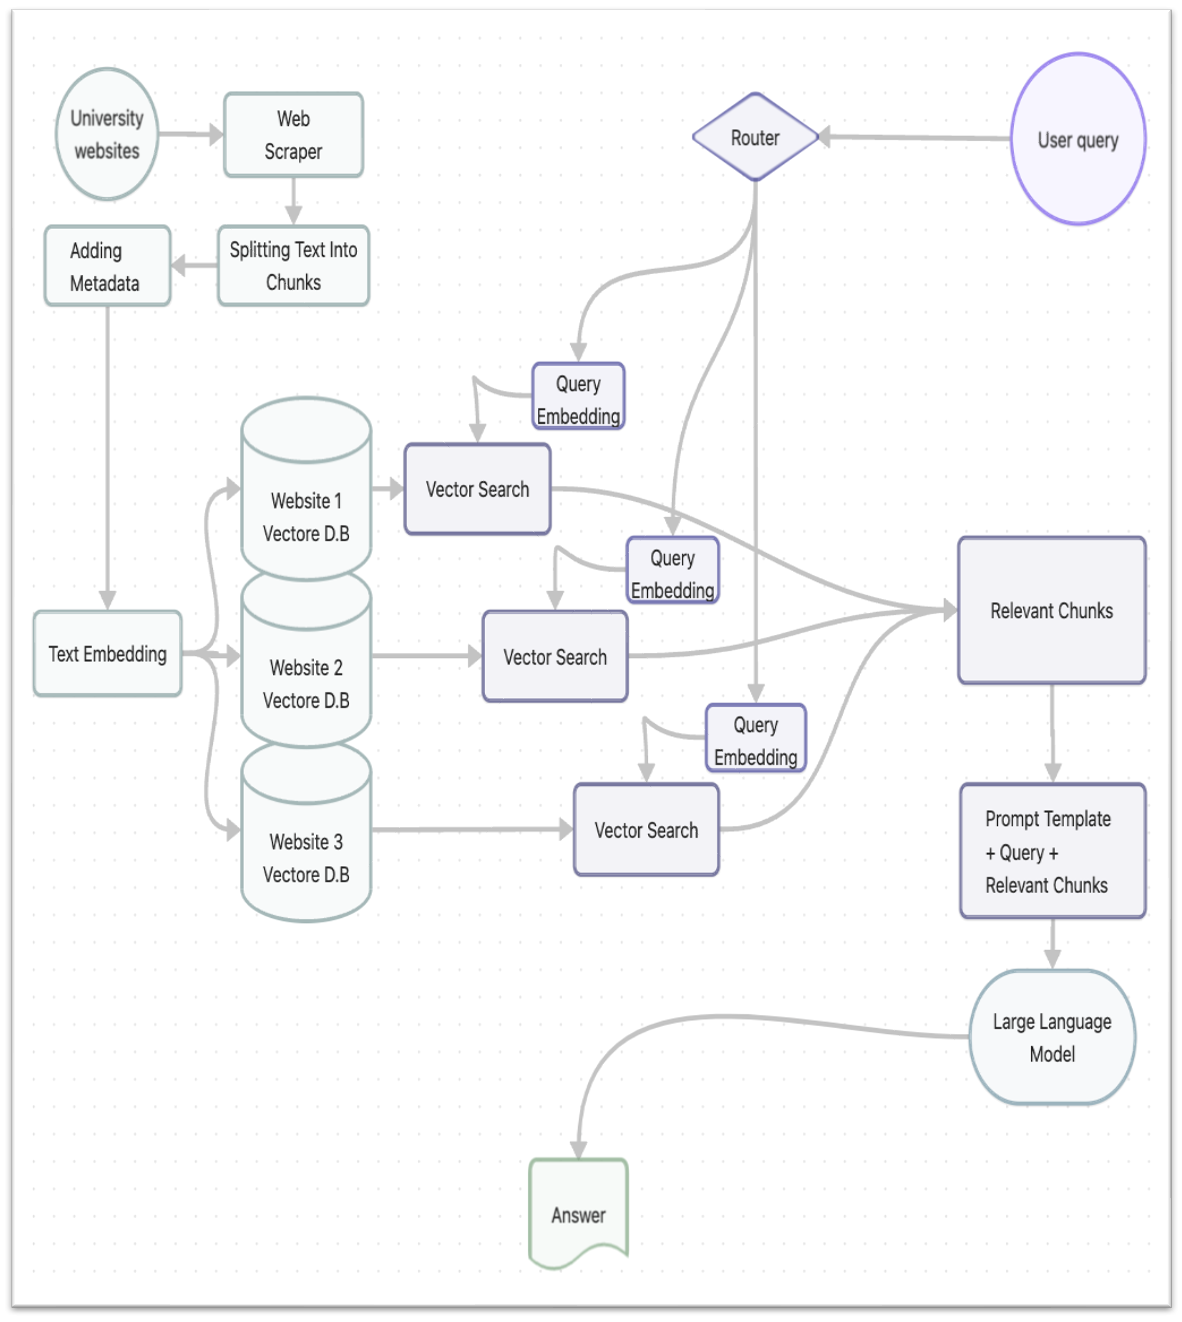 University
websites
Web
Scraper
Router
User query
Adding
Metadata
Splitting Text Into
Chunks
Query
Embedding
Website 1
Vectore D.B
Vector Search
Query
Embedding
Relevant Chunks
Text Embedding
Website 2
Vectore D.B
Vector Search
Query
Embedding
Website 3
Vectore D.B
Vector Search
Prompt Template
+ Query +
Relevant Chunks
Large Language
Model
Answer